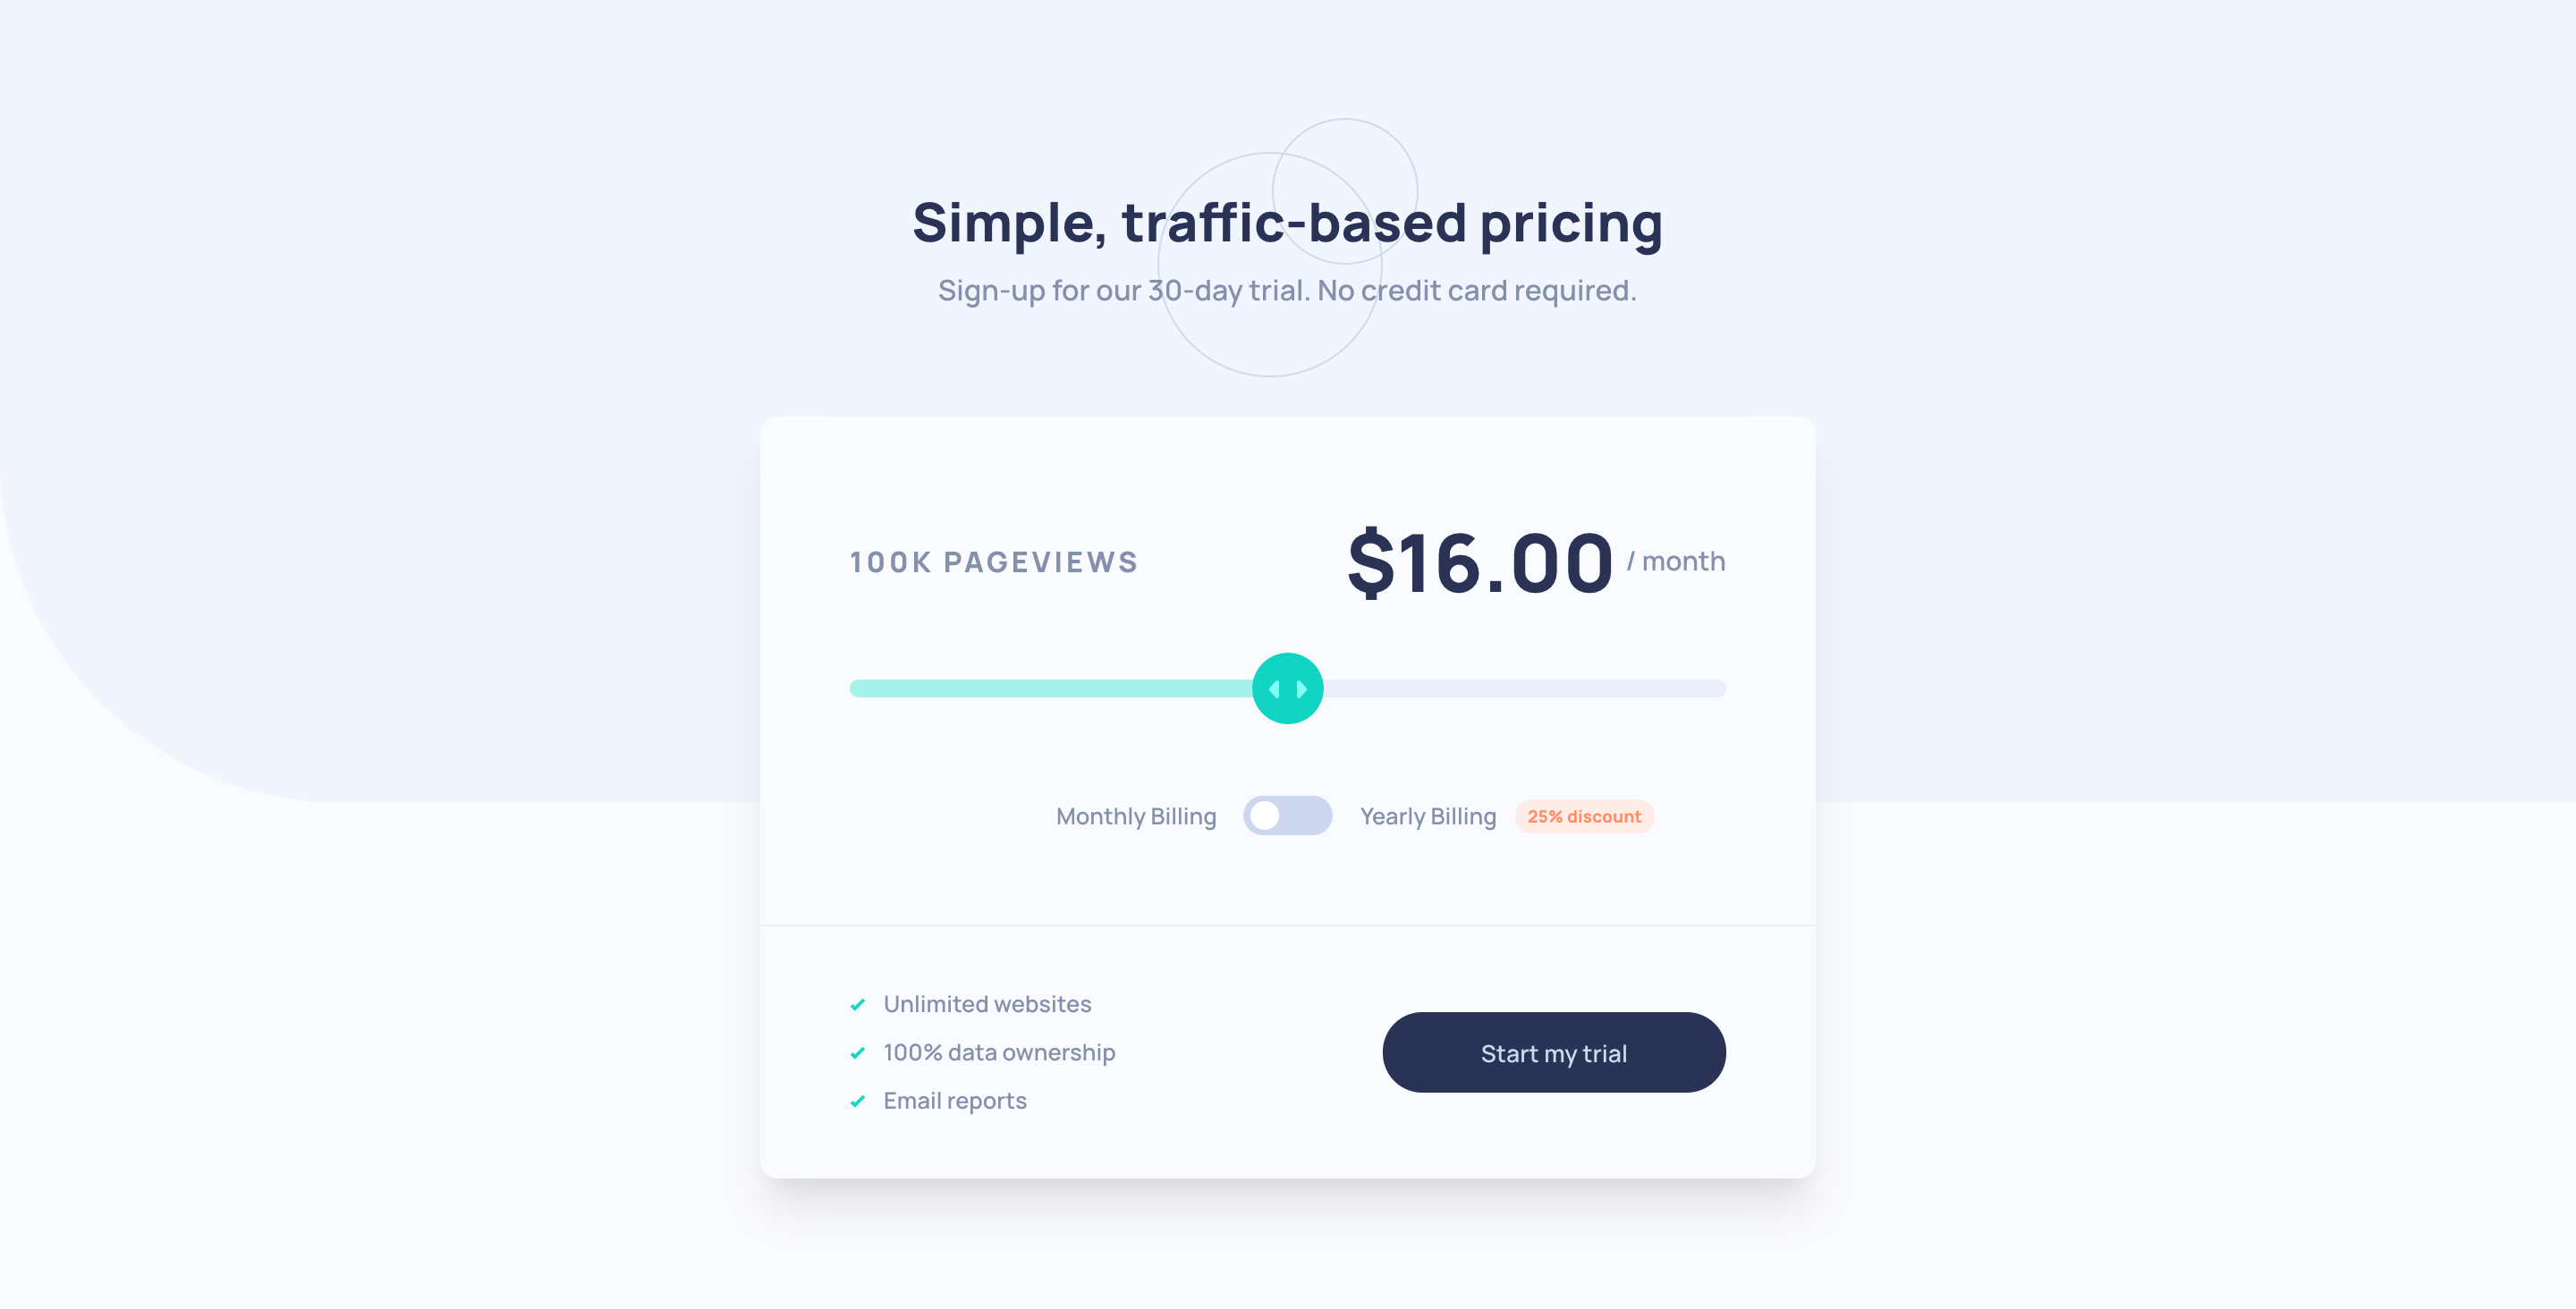 Simple, traffic-based pricing
Sign-up for our 30-day trial. No credit card required.
100K PAGEVIEWS
$16.00 / month
Monthly Billing
Yearly Billing
25% discount
Unlimited websites
100% data ownership
Email reports
Start my trial